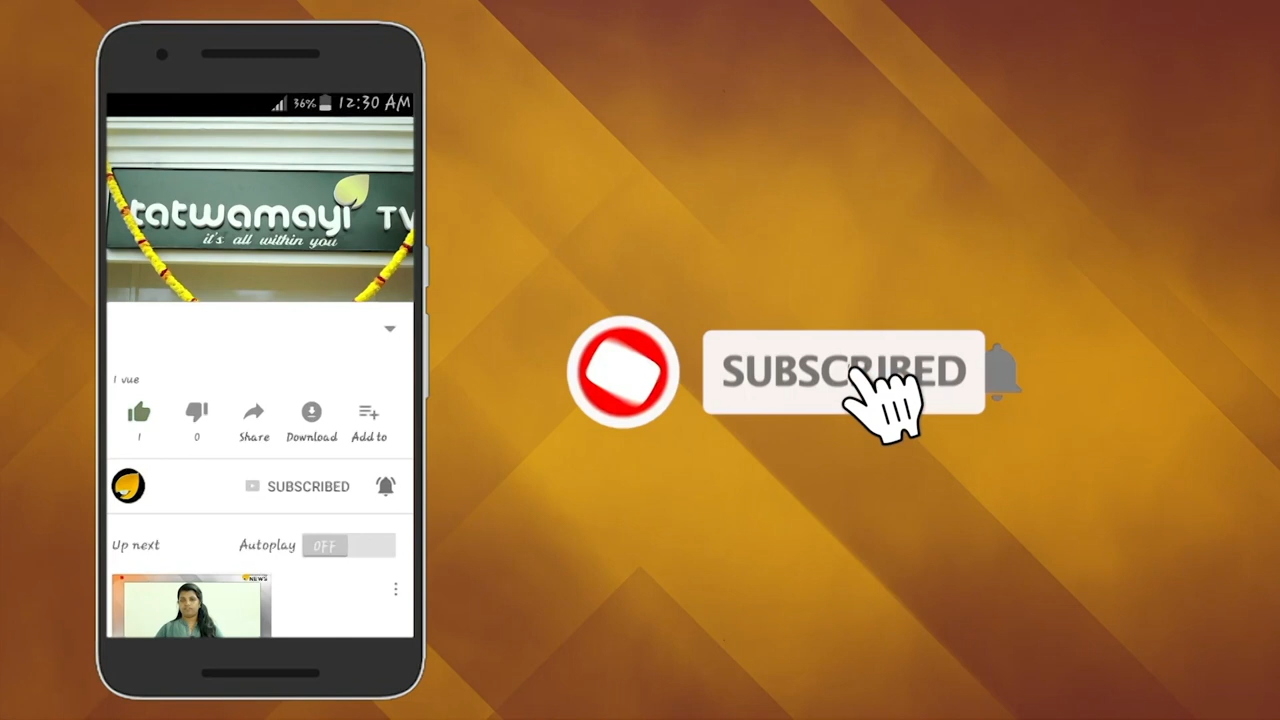 36% 12:30 AM
tatwamayi TV
it's all within you
1 vue
1 0 Share Download Add to
SUBSCRIBED
Up next Autoplay OFF
NEWS
SUBSCRIBED